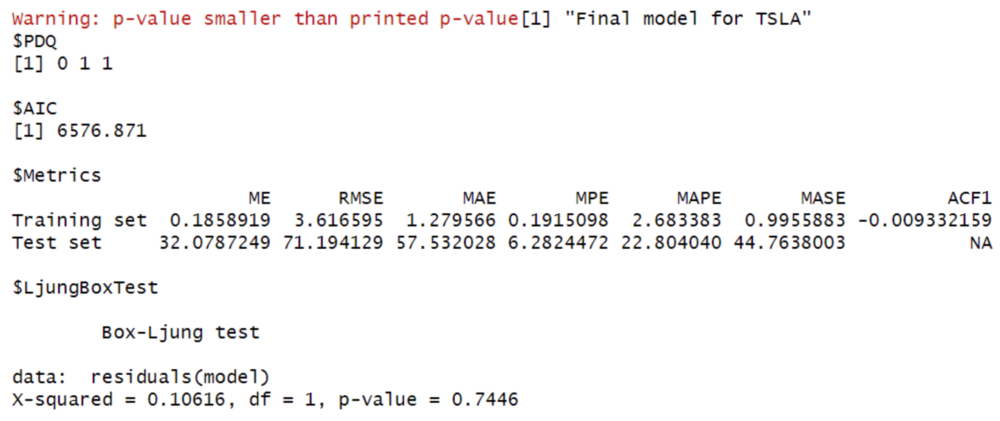 Warning: p-value smaller than printed p-value[1] "Final model for TSLA"
$PDQ
[1] 0 1 1
$AIC
[1] 6576.871
$Metrics
ME RMSE MAE MPE MAPE MASE ACF1
Training set 0.1858919 3.616595 1.279566 0.1915098 2.683383 0.9955883 -0.009332159
Test set 32.0787249 71.194129 57.532028 6.2824472 22.804040 44.7638003 NA
$LjungBoxTest
Box-Ljung test
data: residuals(model)
X-squared = 0.10616, df = 1, p-value = 0.7446